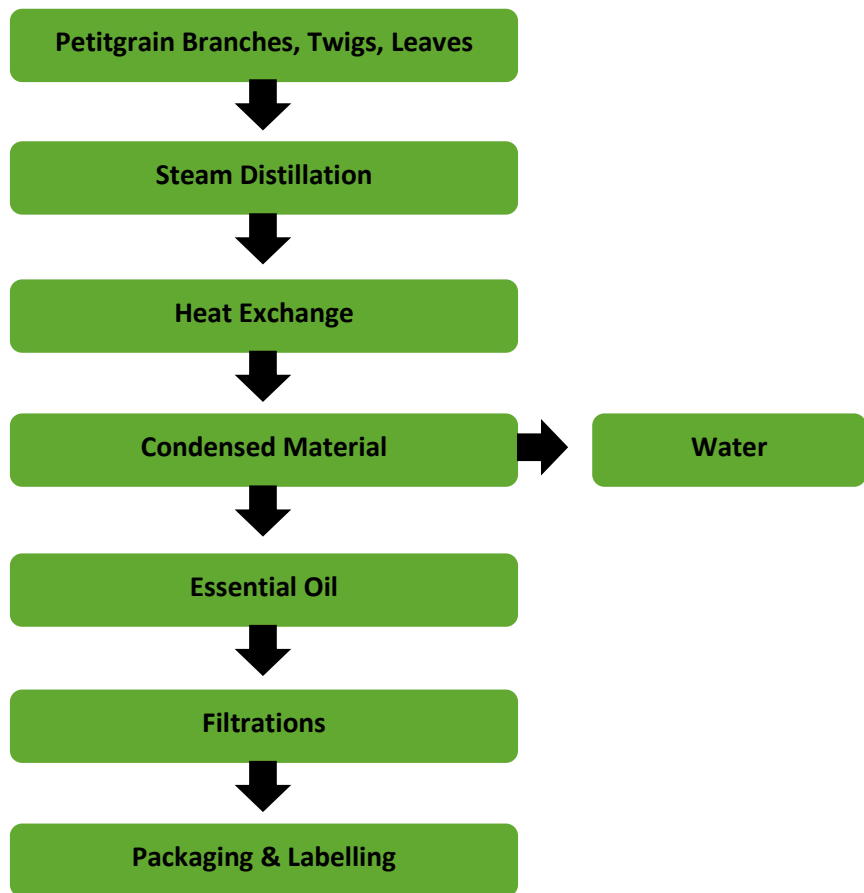 Petitgrain Branches, Twigs, Leaves
Steam Distillation
Heat Exchange
Condensed Material
Water
Essential Oil
Filtrations
Packaging & Labelling